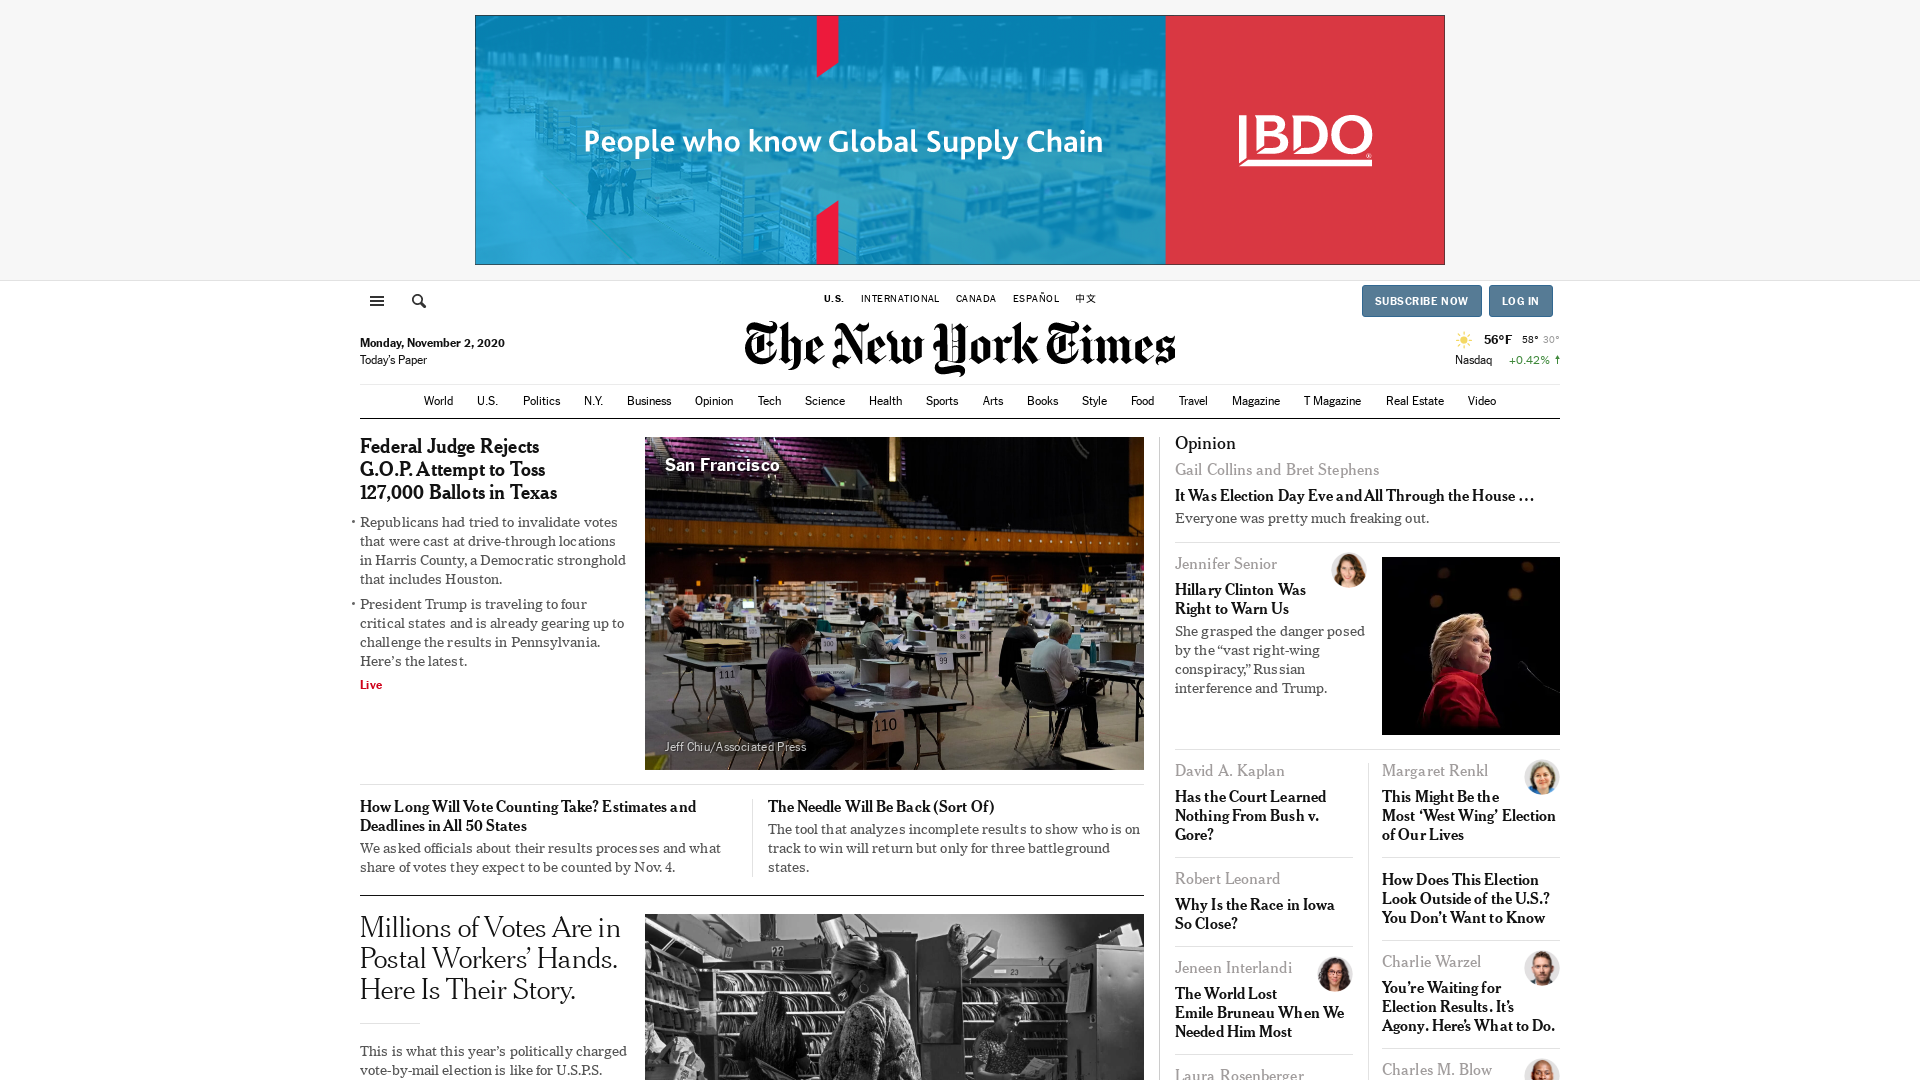 People who know Global Supply Chain
BDO
U.S.
INTERNATIONAL
CANADA
ESPAÑOL
中文
SUBSCRIBE NOW
LOG IN
Monday, November 2, 2020
Today's Paper
The New York Times
56°F 58° 30°
Nasdaq +0.42% ↑
World
U.S.
Politics
N.Y.
Business
Opinion
Tech
Science
Health
Sports
Arts
Books
Style
Food
Travel
Magazine
T Magazine
Real Estate
Video
Federal Judge Rejects
G.O.P. Attempt to Toss
127,000 Ballots in Texas
• Republicans had tried to invalidate votes
that were cast at drive-through locations
in Harris County, a Democratic stronghold
that includes Houston.
• President Trump is traveling to four
critical states and is already gearing up to
challenge the results in Pennsylvania.
Here's the latest.
Live
San Francisco
100
99
111
110
Jeff Chiu/Associated Press
How Long Will Vote Counting Take? Estimates and
Deadlines in All 50 States
We asked officials about their results processes and what
share of votes they expect to be counted by Nov. 4.
The Needle Will Be Back (Sort Of)
The tool that analyzes incomplete results to show who is on
track to win will return but only for three battleground
states.
Millions of Votes Are in
Postal Workers' Hands.
Here Is Their Story.
This is what this year's politically charged
vote-by-mail election is like for U.S.P.S.
22
23
Opinion
Gail Collins and Bret Stephens
It Was Election Day Eve and All Through the House …
Everyone was pretty much freaking out.
Jennifer Senior
Hillary Clinton Was
Right to Warn Us
She grasped the danger posed
by the “vast right-wing
conspiracy,” Russian
interference and Trump.
David A. Kaplan
Has the Court Learned
Nothing From Bush v.
Gore?
Robert Leonard
Why Is the Race in Iowa
So Close?
Jeneen Interlandi
The World Lost
Emile Bruneau When We
Needed Him Most
Laura Rosenberger
Margaret Renkl
This Might Be the
Most ‘West Wing’ Election
of Our Lives
How Does This Election
Look Outside of the U.S.?
You Don't Want to Know
Charlie Warzel
You're Waiting for
Election Results. It's
Agony. Here's What to Do.
Charles M. Blow